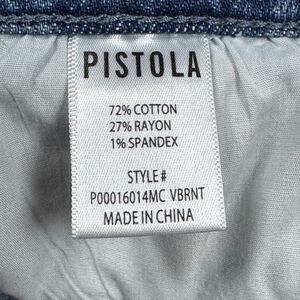 PISTOLA
72% COTTON
27% RAYON
1% SPANDEX
STYLE#
P00016014MC VBRNT
MADE IN CHINA